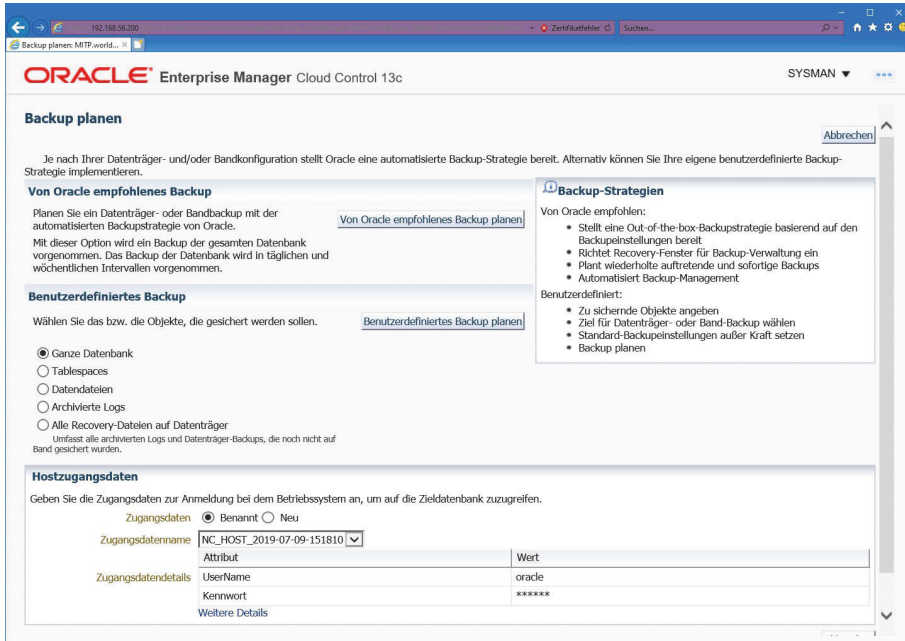 192.168.56.200
Zertifikatfehler
Suchen...
Backup planen: MITP.world...
ORACLE® Enterprise Manager Cloud Control 13c
SYSMAN
Backup planen
Abbrechen
Je nach Ihrer Datenträger- und/oder Bandkonfiguration stellt Oracle eine automatisierte Backup-Strategie bereit. Alternativ können Sie Ihre eigene benutzerdefinierte Backup-
Strategie implementieren.
Von Oracle empfohlenes Backup
Planen Sie ein Datenträger- oder Bandbackup mit der
automatisierten Backupstrategie von Oracle.
Von Oracle empfohlenes Backup planen
Mit dieser Option wird ein Backup der gesamten Datenbank
vorgenommen. Das Backup der Datenbank wird in täglichen und
wöchentlichen Intervallen vorgenommen.
Benutzerdefiniertes Backup
Wählen Sie das bzw. die Objekte, die gesichert werden sollen.
Benutzerdefiniertes Backup planen
Ganze Datenbank
Tablespaces
Datendateien
Archivierte Logs
Alle Recovery-Dateien auf Datenträger
Umfasst alle archivierten Logs und Datenträger-Backups, die noch nicht auf
Band gesichert wurden.
Backup-Strategien
Von Oracle empfohlen:
Stellt eine Out-of-the-box-Backupstrategie basierend auf den
Backupeinstellungen bereit
Richtet Recovery-Fenster für Backup-Verwaltung ein
Plant wiederholte auftretende und sofortige Backups
Automatisiert Backup-Management
Benutzerdefiniert:
Zu sichernde Objekte angeben
Ziel für Datenträger- oder Band-Backup wählen
Standard-Backupeinstellungen außer Kraft setzen
Backup planen
Hostzugangsdaten
Geben Sie die Zugangsdaten zur Anmeldung bei dem Betriebssystem an, um auf die Zieldatenbank zuzugreifen.
Zugangsdaten Benannt Neu
Zugangsdatenname NC_HOST_2019-07-09-151810
Attribut Wert
Zugangsdatendetails UserName oracle
Kennwort ******
Weitere Details